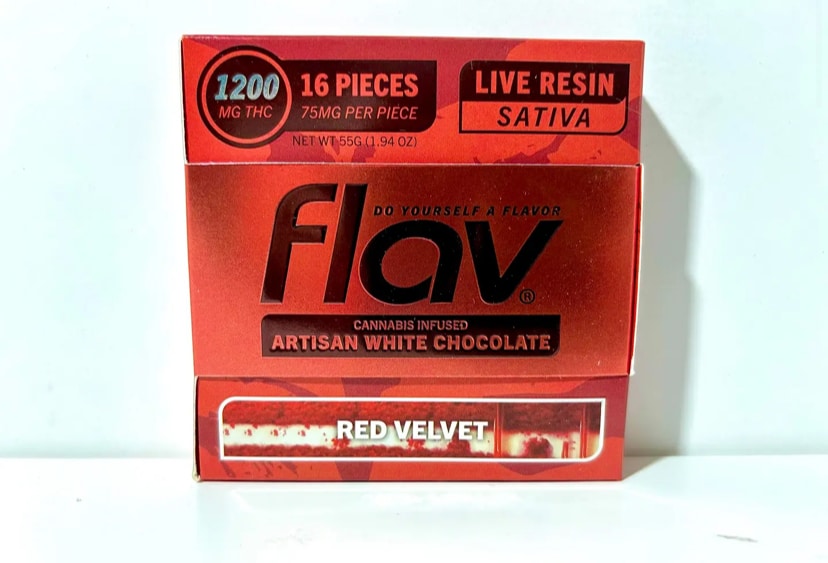 1200
MG THC
16 PIECES
75MG PER PIECE
NET WT 55G (1.94 OZ)
LIVE RESIN
SATIVA
DO YOURSELF A FLAVOR
flav®
CANNABIS INFUSED
ARTISAN WHITE CHOCOLATE
RED VELVET